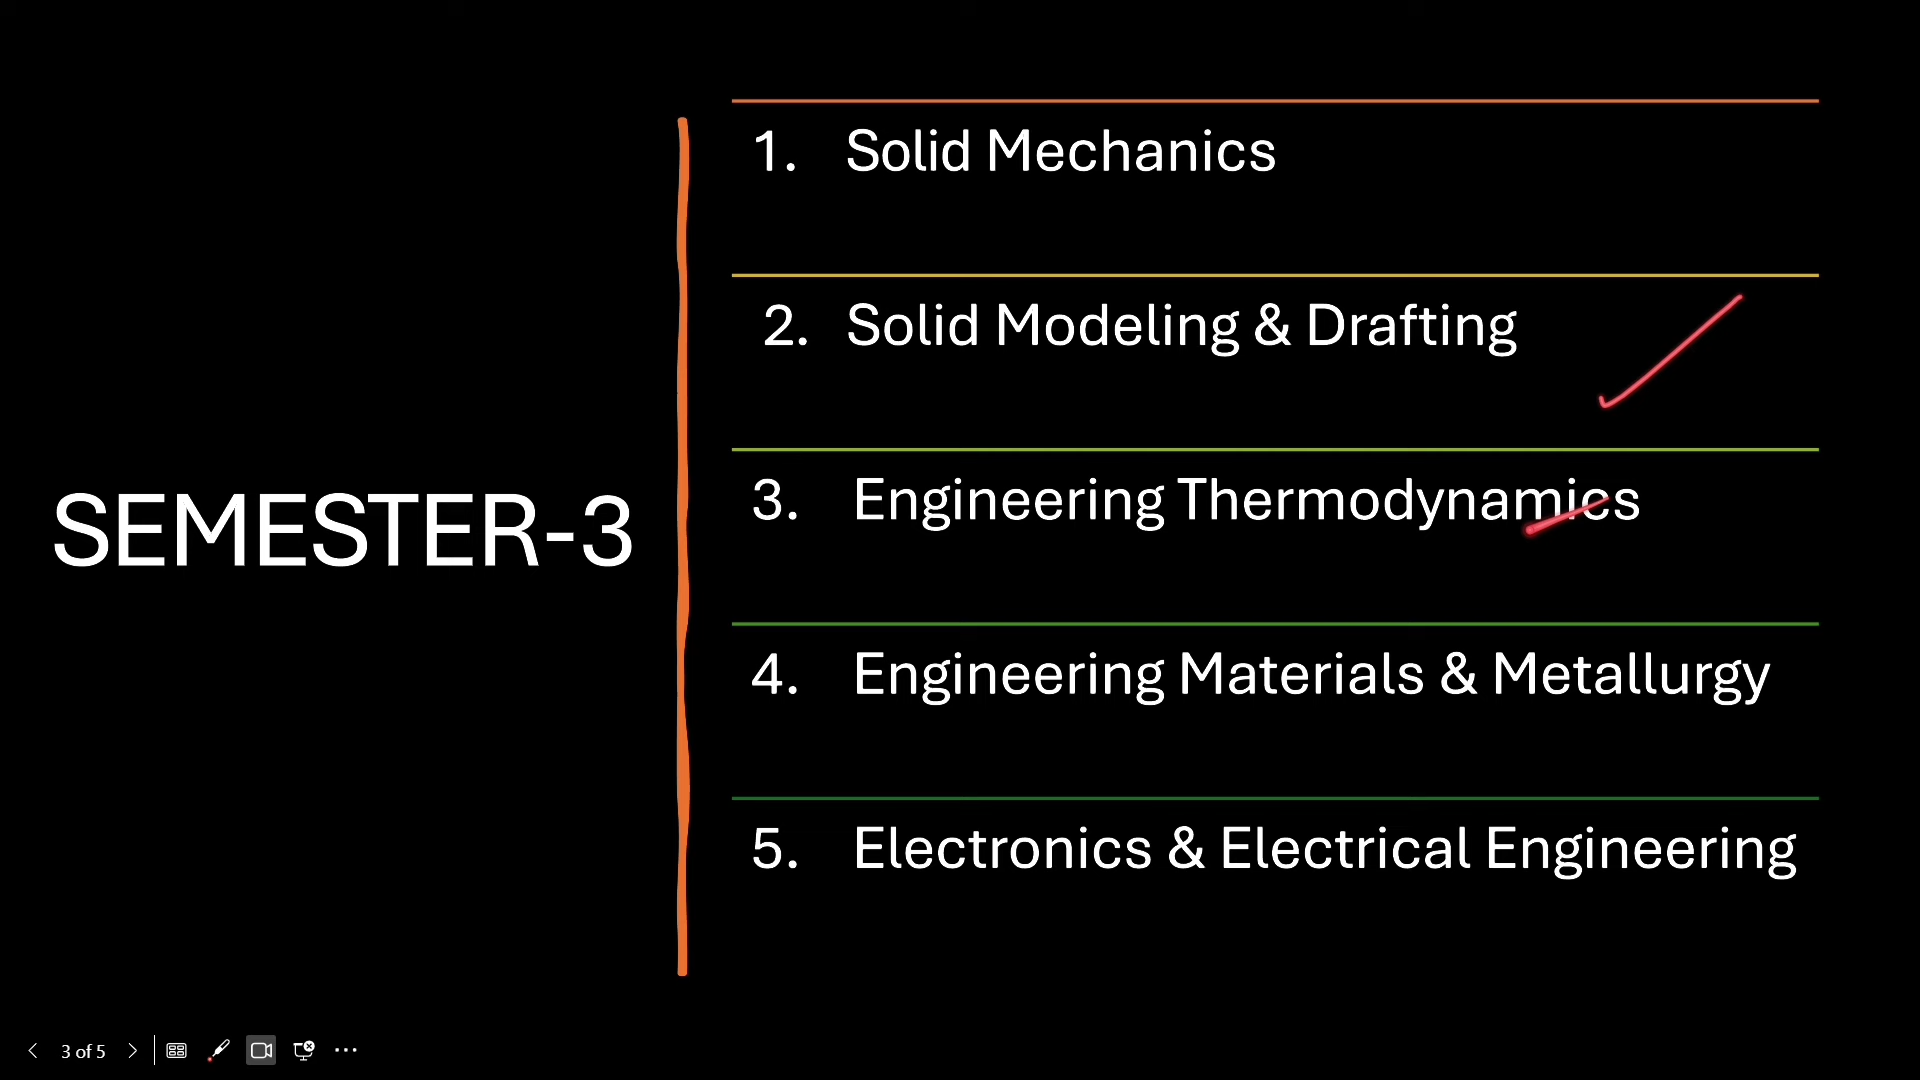 SEMESTER-3
1. Solid Mechanics
2. Solid Modeling & Drafting
3. Engineering Thermodynamics
4. Engineering Materials & Metallurgy
5. Electronics & Electrical Engineering
3 of 5